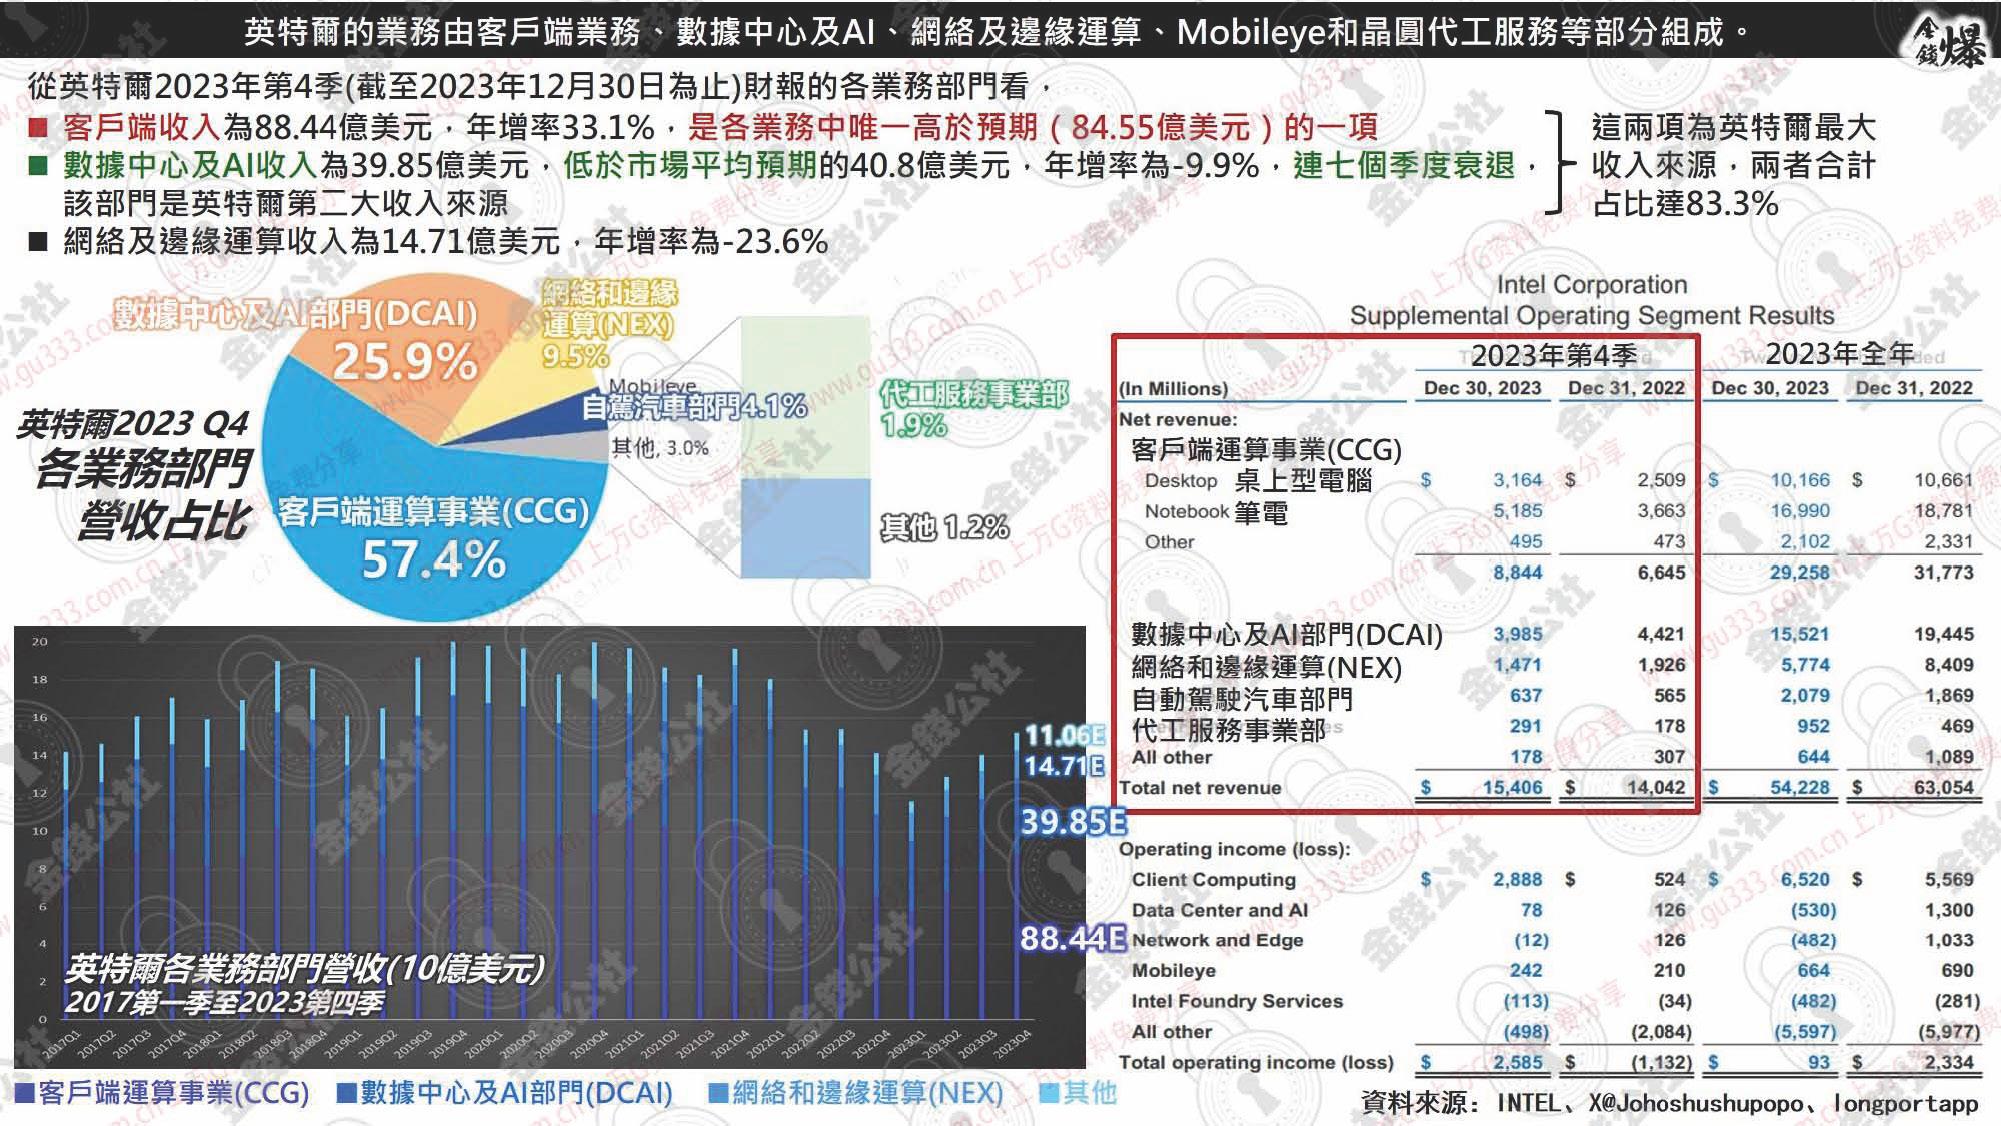 英特爾的業務由客戶端業務、數據中心及AI、網絡及邊緣運算、Mobileye和晶圓代工服務等部分組成。
金錢爆
從英特爾2023年第4季(截至2023年12月30日為止)財報的各業務部門看，
■ 客戶端收入為88.44億美元，年增率33.1%，是各業務中唯一高於預期（84.55億美元）的一項
■ 數據中心及AI收入為39.85億美元，低於市場平均預期的40.8億美元，年增率為-9.9%，連七個季度衰退，
該部門是英特爾第二大收入來源
■ 網絡及邊緣運算收入為14.71億美元，年增率為-23.6%
這兩項為英特爾最大
收入來源，兩者合計
占比達83.3%
英特爾2023 Q4
各業務部門
營收占比
數據中心及AI部門(DCAI)
25.9%
網絡和邊緣
運算(NEX)
9.5%
Mobileye,
自駕汽車部門4.1%
其他, 3.0%
客戶端運算事業(CCG)
57.4%
代工服務事業部
1.9%
其他 1.2%
20
18
16
14
12
10
8
6
4
2
0
英特爾各業務部門營收(10億美元)
2017第一季至2023第四季
11.06E
14.71E
39.85E
88.44E
2017Q1 2017Q2 2017Q3 2017Q4 2018Q1 2018Q2 2018Q3 2018Q4 2019Q1 2019Q2 2019Q3 2019Q4 2020Q1 2020Q2 2020Q3 2020Q4 2021Q1 2021Q2 2021Q3 2021Q4 2022Q1 2022Q2 2022Q3 2022Q4 2023Q1 2023Q2 2023Q3 2023Q4
■客戶端運算事業(CCG) ■數據中心及AI部門(DCAI) ■網絡和邊緣運算(NEX) ■其他
Intel Corporation
Supplemental Operating Segment Results
2023年第4季 2023年全年
(In Millions) Dec 30, 2023 Dec 31, 2022 Dec 30, 2023 Dec 31, 2022
Net revenue:
客戶端運算事業(CCG)
Desktop 桌上型電腦 $ 3,164 $ 2,509 $ 10,166 $ 10,661
Notebook 筆電 5,185 3,663 16,990 18,781
Other 495 473 2,102 2,331
8,844 6,645 29,258 31,773
數據中心及AI部門(DCAI) 3,985 4,421 15,521 19,445
網絡和邊緣運算(NEX) 1,471 1,926 5,774 8,409
自動駕駛汽車部門 637 565 2,079 1,869
代工服務事業部 291 178 952 469
All other 178 307 644 1,089
Total net revenue $ 15,406 $ 14,042 $ 54,228 $ 63,054
Operating income (loss):
Client Computing $ 2,888 $ 524 $ 6,520 $ 5,569
Data Center and AI 78 126 (530) 1,300
Network and Edge (12) 126 (482) 1,033
Mobileye 242 210 664 690
Intel Foundry Services (113) (34) (482) (281)
All other (498) (2,084) (5,597) (5,977)
Total operating income (loss) $ 2,585 $ (1,132) $ 93 $ 2,334
資料來源: INTEL、X@Johoshushupopo、longportapp
金錢公社
www.gu333.com.cn 上万G资料免费分享